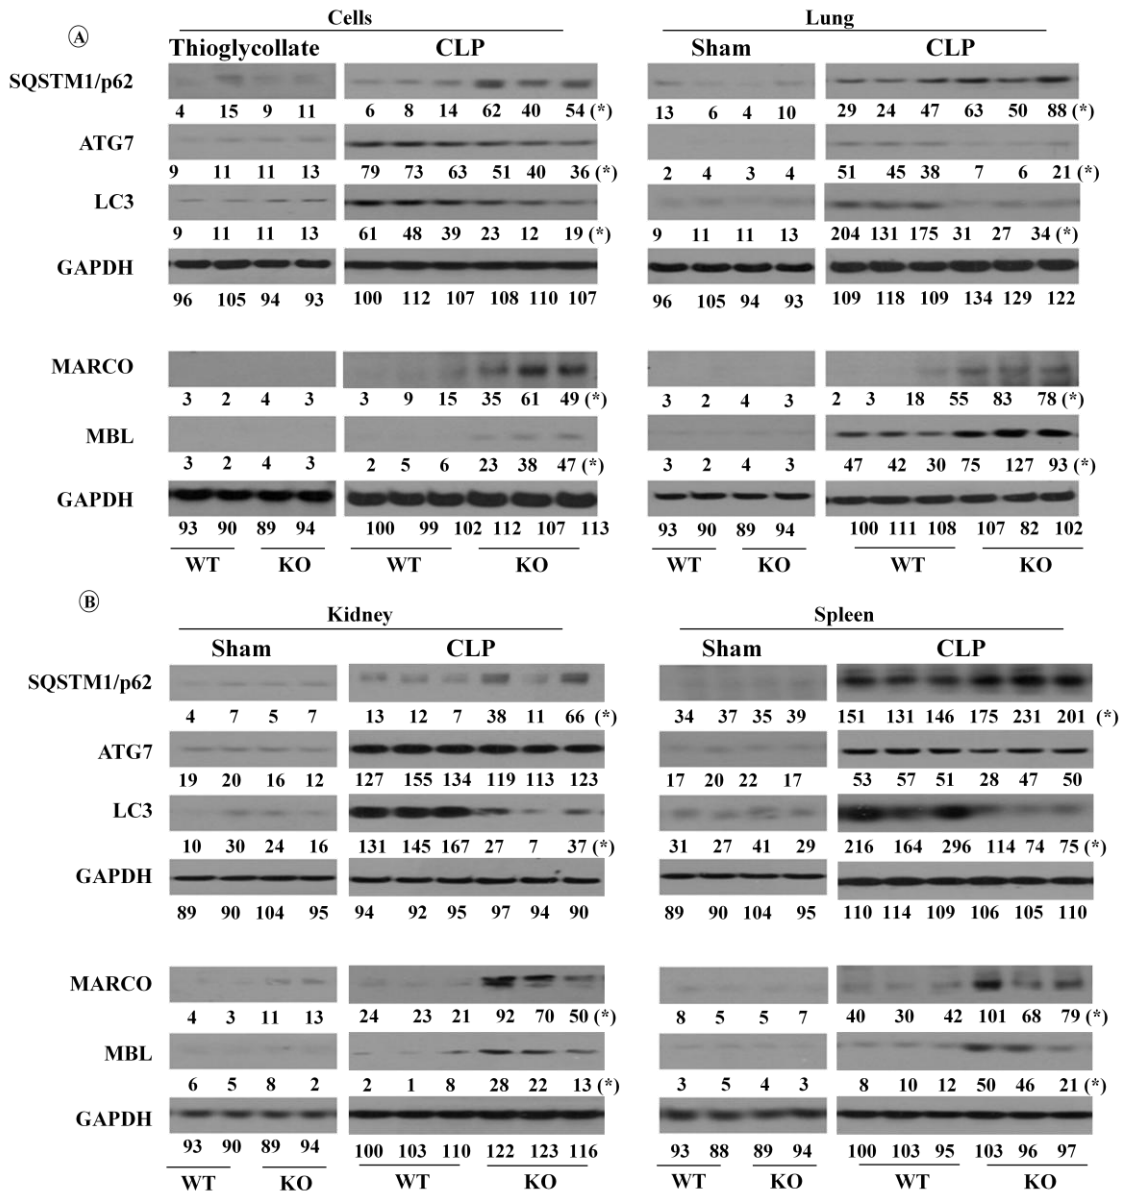 A
Cells Lung
Thioglycollate CLP Sham CLP
SQSTM1/p62
4 15 9 11 6 8 14 62 40 54 (*) 13 6 4 10 29 24 47 63 50 88 (*)
ATG7
9 11 11 13 79 73 63 51 40 36 (*) 2 4 3 4 51 45 38 7 6 21 (*)
LC3
9 11 11 13 61 48 39 23 12 19 (*) 9 11 11 13 204 131 175 31 27 34 (*)
GAPDH
96 105 94 93 100 112 107 108 110 107 96 105 94 93 109 118 109 134 129 122
MARCO
3 2 4 3 3 9 15 35 61 49 (*) 3 2 4 3 2 3 18 55 83 78 (*)
MBL
3 2 4 3 2 5 6 23 38 47 (*) 3 2 4 3 47 42 30 75 127 93 (*)
GAPDH
93 90 89 94 100 99 102 112 107 113 93 90 89 94 100 111 108 107 82 102
WT KO WT KO WT KO WT KO
B
Kidney Spleen
Sham CLP Sham CLP
SQSTM1/p62
4 7 5 7 13 12 7 38 11 66 (*) 34 37 35 39 151 131 146 175 231 201 (*)
ATG7
19 20 16 12 127 155 134 119 113 123 17 20 22 17 53 57 51 28 47 50
LC3
10 30 24 16 131 145 167 27 7 37 (*) 31 27 41 29 216 164 296 114 74 75 (*)
GAPDH
89 90 104 95 94 92 95 97 94 90 89 90 104 95 110 114 109 106 105 110
MARCO
4 3 11 13 24 23 21 92 70 50 (*) 8 5 5 7 40 30 42 101 68 79 (*)
MBL
6 5 8 2 2 1 8 28 22 13 (*) 3 5 4 3 8 10 12 50 46 21 (*)
GAPDH
93 90 89 94 100 103 110 122 123 116 93 88 89 94 100 103 95 103 96 97
WT KO WT KO WT KO WT KO